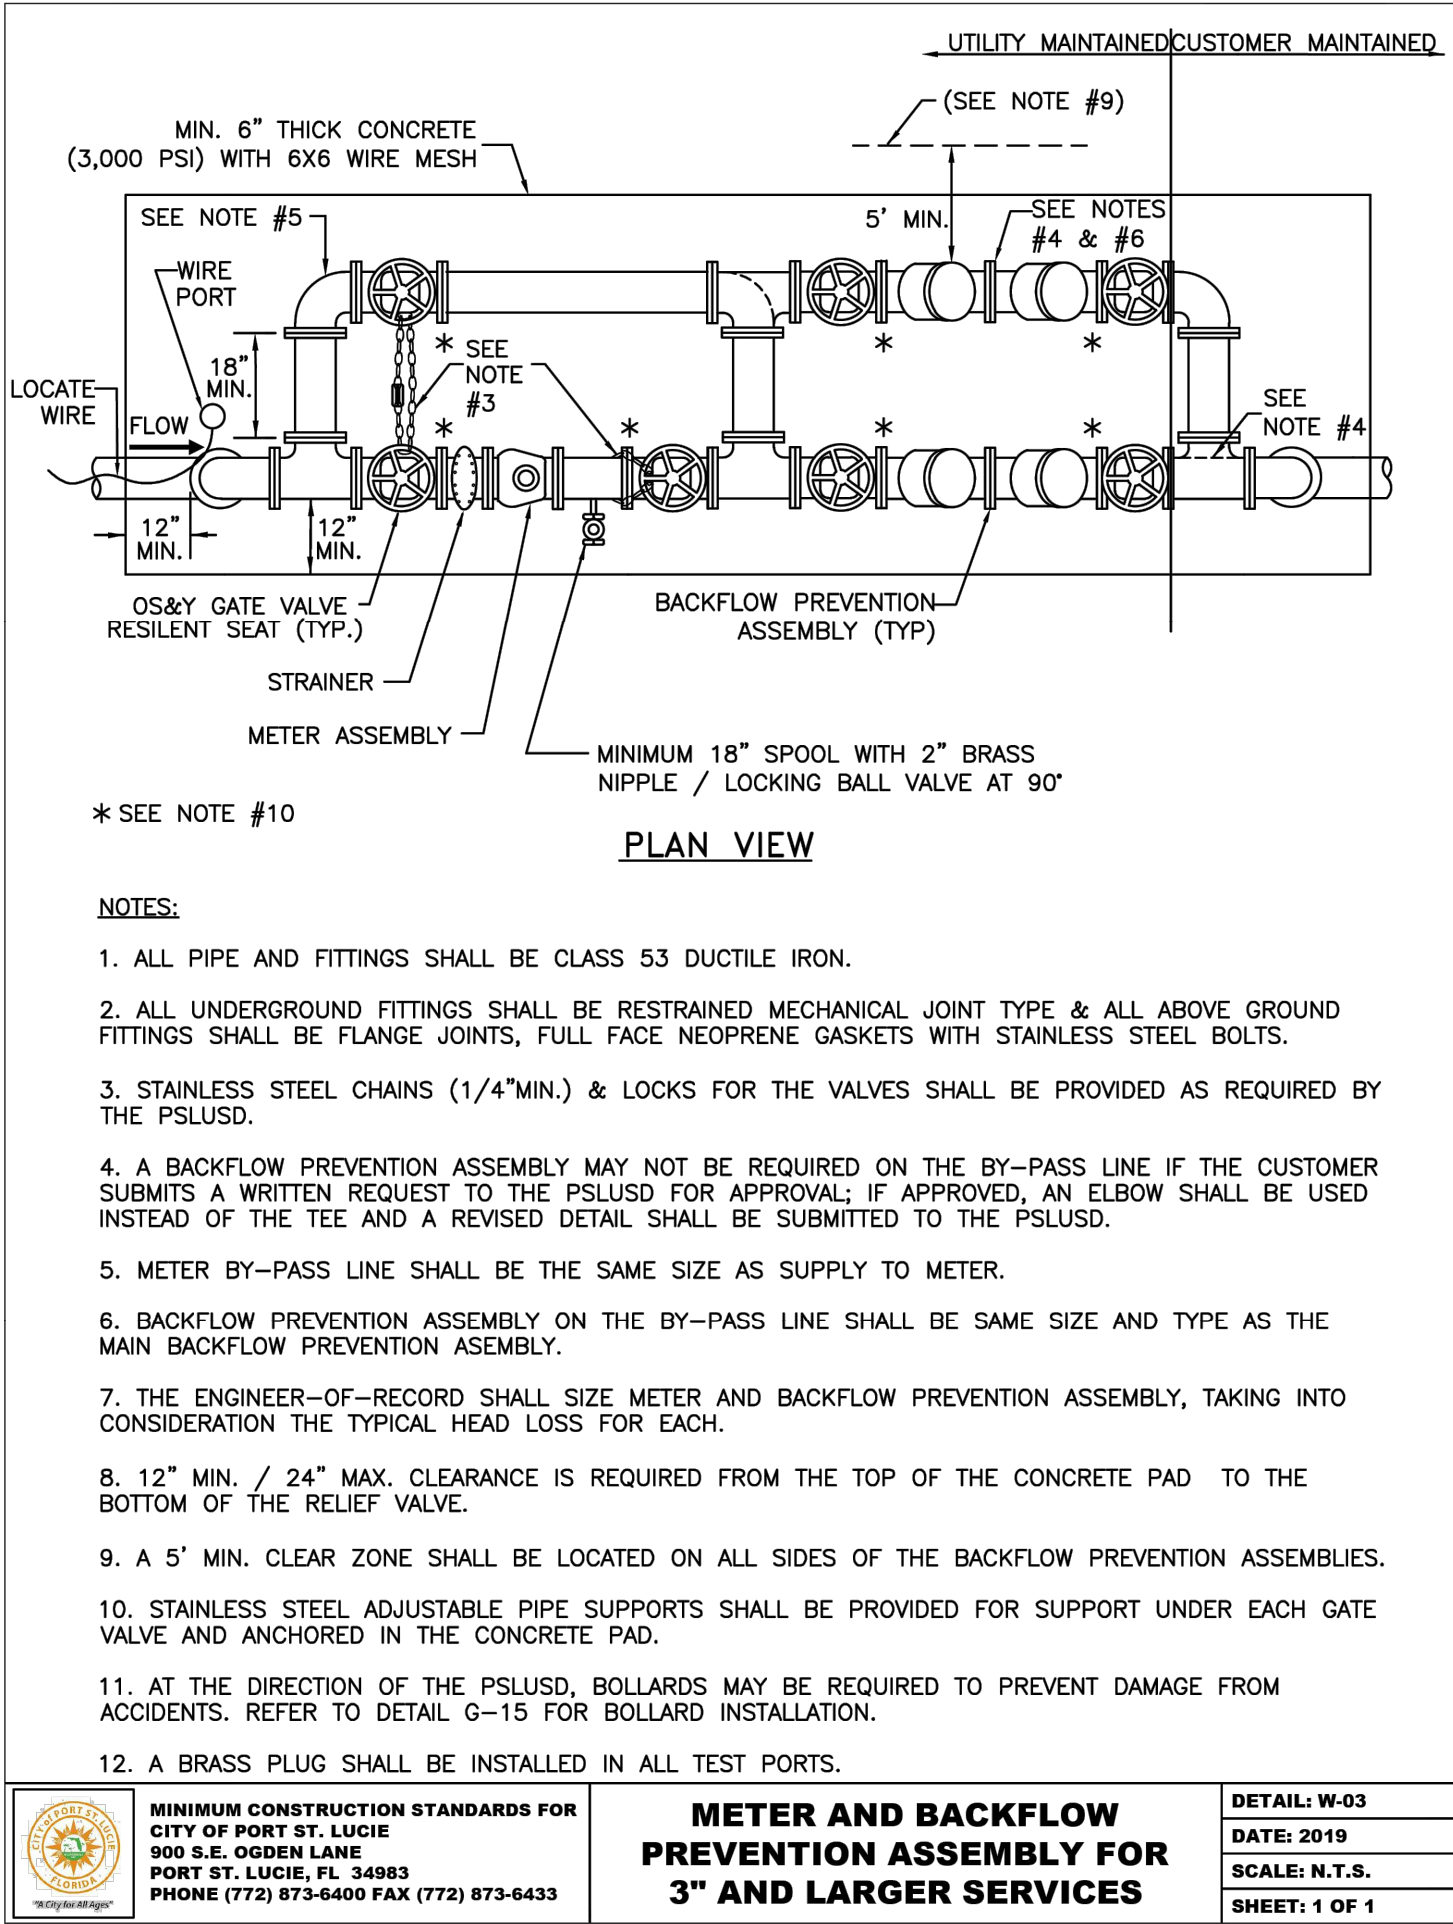 UTILITY MAINTAINED CUSTOMER MAINTAINED
(SEE NOTE #9)
MIN. 6" THICK CONCRETE
(3,000 PSI) WITH 6X6 WIRE MESH
SEE NOTE #5
5' MIN.
SEE NOTES
#4 & #6
WIRE
PORT
18"
MIN.
SEE
NOTE
#3
LOCATE
WIRE
FLOW
SEE
NOTE #4
12"
MIN.
12"
MIN.
OS&Y GATE VALVE
RESILENT SEAT (TYP.)
BACKFLOW PREVENTION
ASSEMBLY (TYP)
STRAINER
METER ASSEMBLY
MINIMUM 18" SPOOL WITH 2" BRASS
NIPPLE / LOCKING BALL VALVE AT 90°
* SEE NOTE #10
PLAN VIEW
NOTES:
1. ALL PIPE AND FITTINGS SHALL BE CLASS 53 DUCTILE IRON.
2. ALL UNDERGROUND FITTINGS SHALL BE RESTRAINED MECHANICAL JOINT TYPE & ALL ABOVE GROUND
FITTINGS SHALL BE FLANGE JOINTS, FULL FACE NEOPRENE GASKETS WITH STAINLESS STEEL BOLTS.
3. STAINLESS STEEL CHAINS (1/4"MIN.) & LOCKS FOR THE VALVES SHALL BE PROVIDED AS REQUIRED BY
THE PSLUSD.
4. A BACKFLOW PREVENTION ASSEMBLY MAY NOT BE REQUIRED ON THE BY-PASS LINE IF THE CUSTOMER
SUBMITS A WRITTEN REQUEST TO THE PSLUSD FOR APPROVAL; IF APPROVED, AN ELBOW SHALL BE USED
INSTEAD OF THE TEE AND A REVISED DETAIL SHALL BE SUBMITTED TO THE PSLUSD.
5. METER BY-PASS LINE SHALL BE THE SAME SIZE AS SUPPLY TO METER.
6. BACKFLOW PREVENTION ASSEMBLY ON THE BY-PASS LINE SHALL BE SAME SIZE AND TYPE AS THE
MAIN BACKFLOW PREVENTION ASEMBLY.
7. THE ENGINEER-OF-RECORD SHALL SIZE METER AND BACKFLOW PREVENTION ASSEMBLY, TAKING INTO
CONSIDERATION THE TYPICAL HEAD LOSS FOR EACH.
8. 12" MIN. / 24" MAX. CLEARANCE IS REQUIRED FROM THE TOP OF THE CONCRETE PAD TO THE
BOTTOM OF THE RELIEF VALVE.
9. A 5' MIN. CLEAR ZONE SHALL BE LOCATED ON ALL SIDES OF THE BACKFLOW PREVENTION ASSEMBLIES.
10. STAINLESS STEEL ADJUSTABLE PIPE SUPPORTS SHALL BE PROVIDED FOR SUPPORT UNDER EACH GATE
VALVE AND ANCHORED IN THE CONCRETE PAD.
11. AT THE DIRECTION OF THE PSLUSD, BOLLARDS MAY BE REQUIRED TO PREVENT DAMAGE FROM
ACCIDENTS. REFER TO DETAIL G-15 FOR BOLLARD INSTALLATION.
12. A BRASS PLUG SHALL BE INSTALLED IN ALL TEST PORTS.
CITY of PORT ST. LUCIE
FLORIDA
"A City for All Ages"
MINIMUM CONSTRUCTION STANDARDS FOR
CITY OF PORT ST. LUCIE
900 S.E. OGDEN LANE
PORT ST. LUCIE, FL 34983
PHONE (772) 873-6400 FAX (772) 873-6433
METER AND BACKFLOW
PREVENTION ASSEMBLY FOR
3" AND LARGER SERVICES
DETAIL: W-03
DATE: 2019
SCALE: N.T.S.
SHEET: 1 OF 1